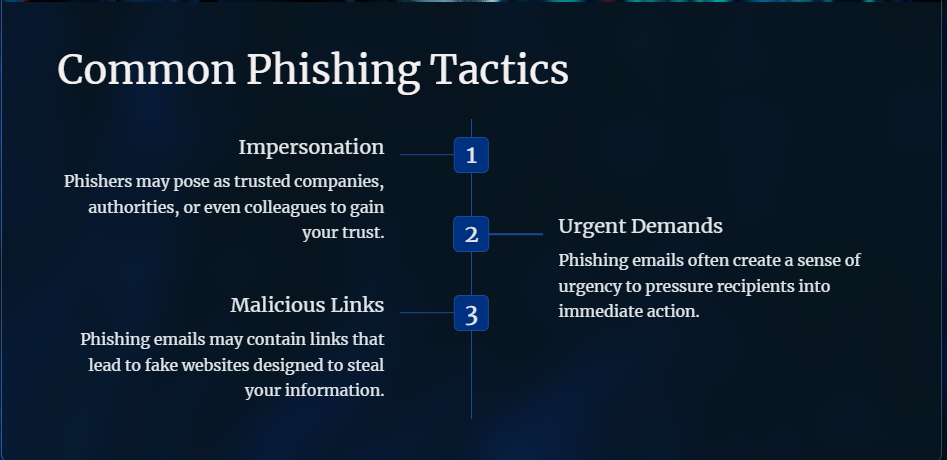 Common Phishing Tactics
Impersonation
1
Phishers may pose as trusted companies,
authorities, or even colleagues to gain
your trust.
2
Urgent Demands
Phishing emails often create a sense of
urgency to pressure recipients into
immediate action.
Malicious Links
3
Phishing emails may contain links that
lead to fake websites designed to steal
your information.